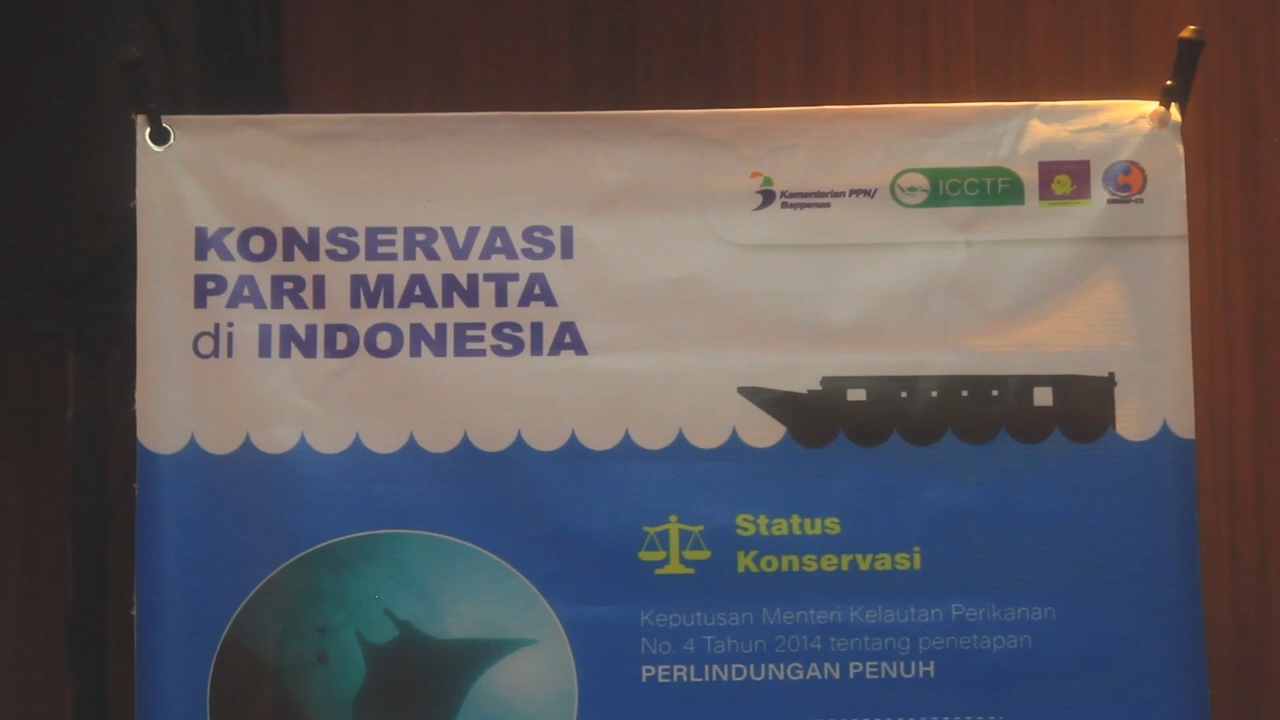 Kementerian PPN/
Bappenas
ICCTF
KONSERVASI
PARI MANTA
di INDONESIA
Status
Konservasi
Keputusan Menteri Kelautan Perikanan
No. 4 Tahun 2014 tentang penetapan
PERLINDUNGAN PENUH